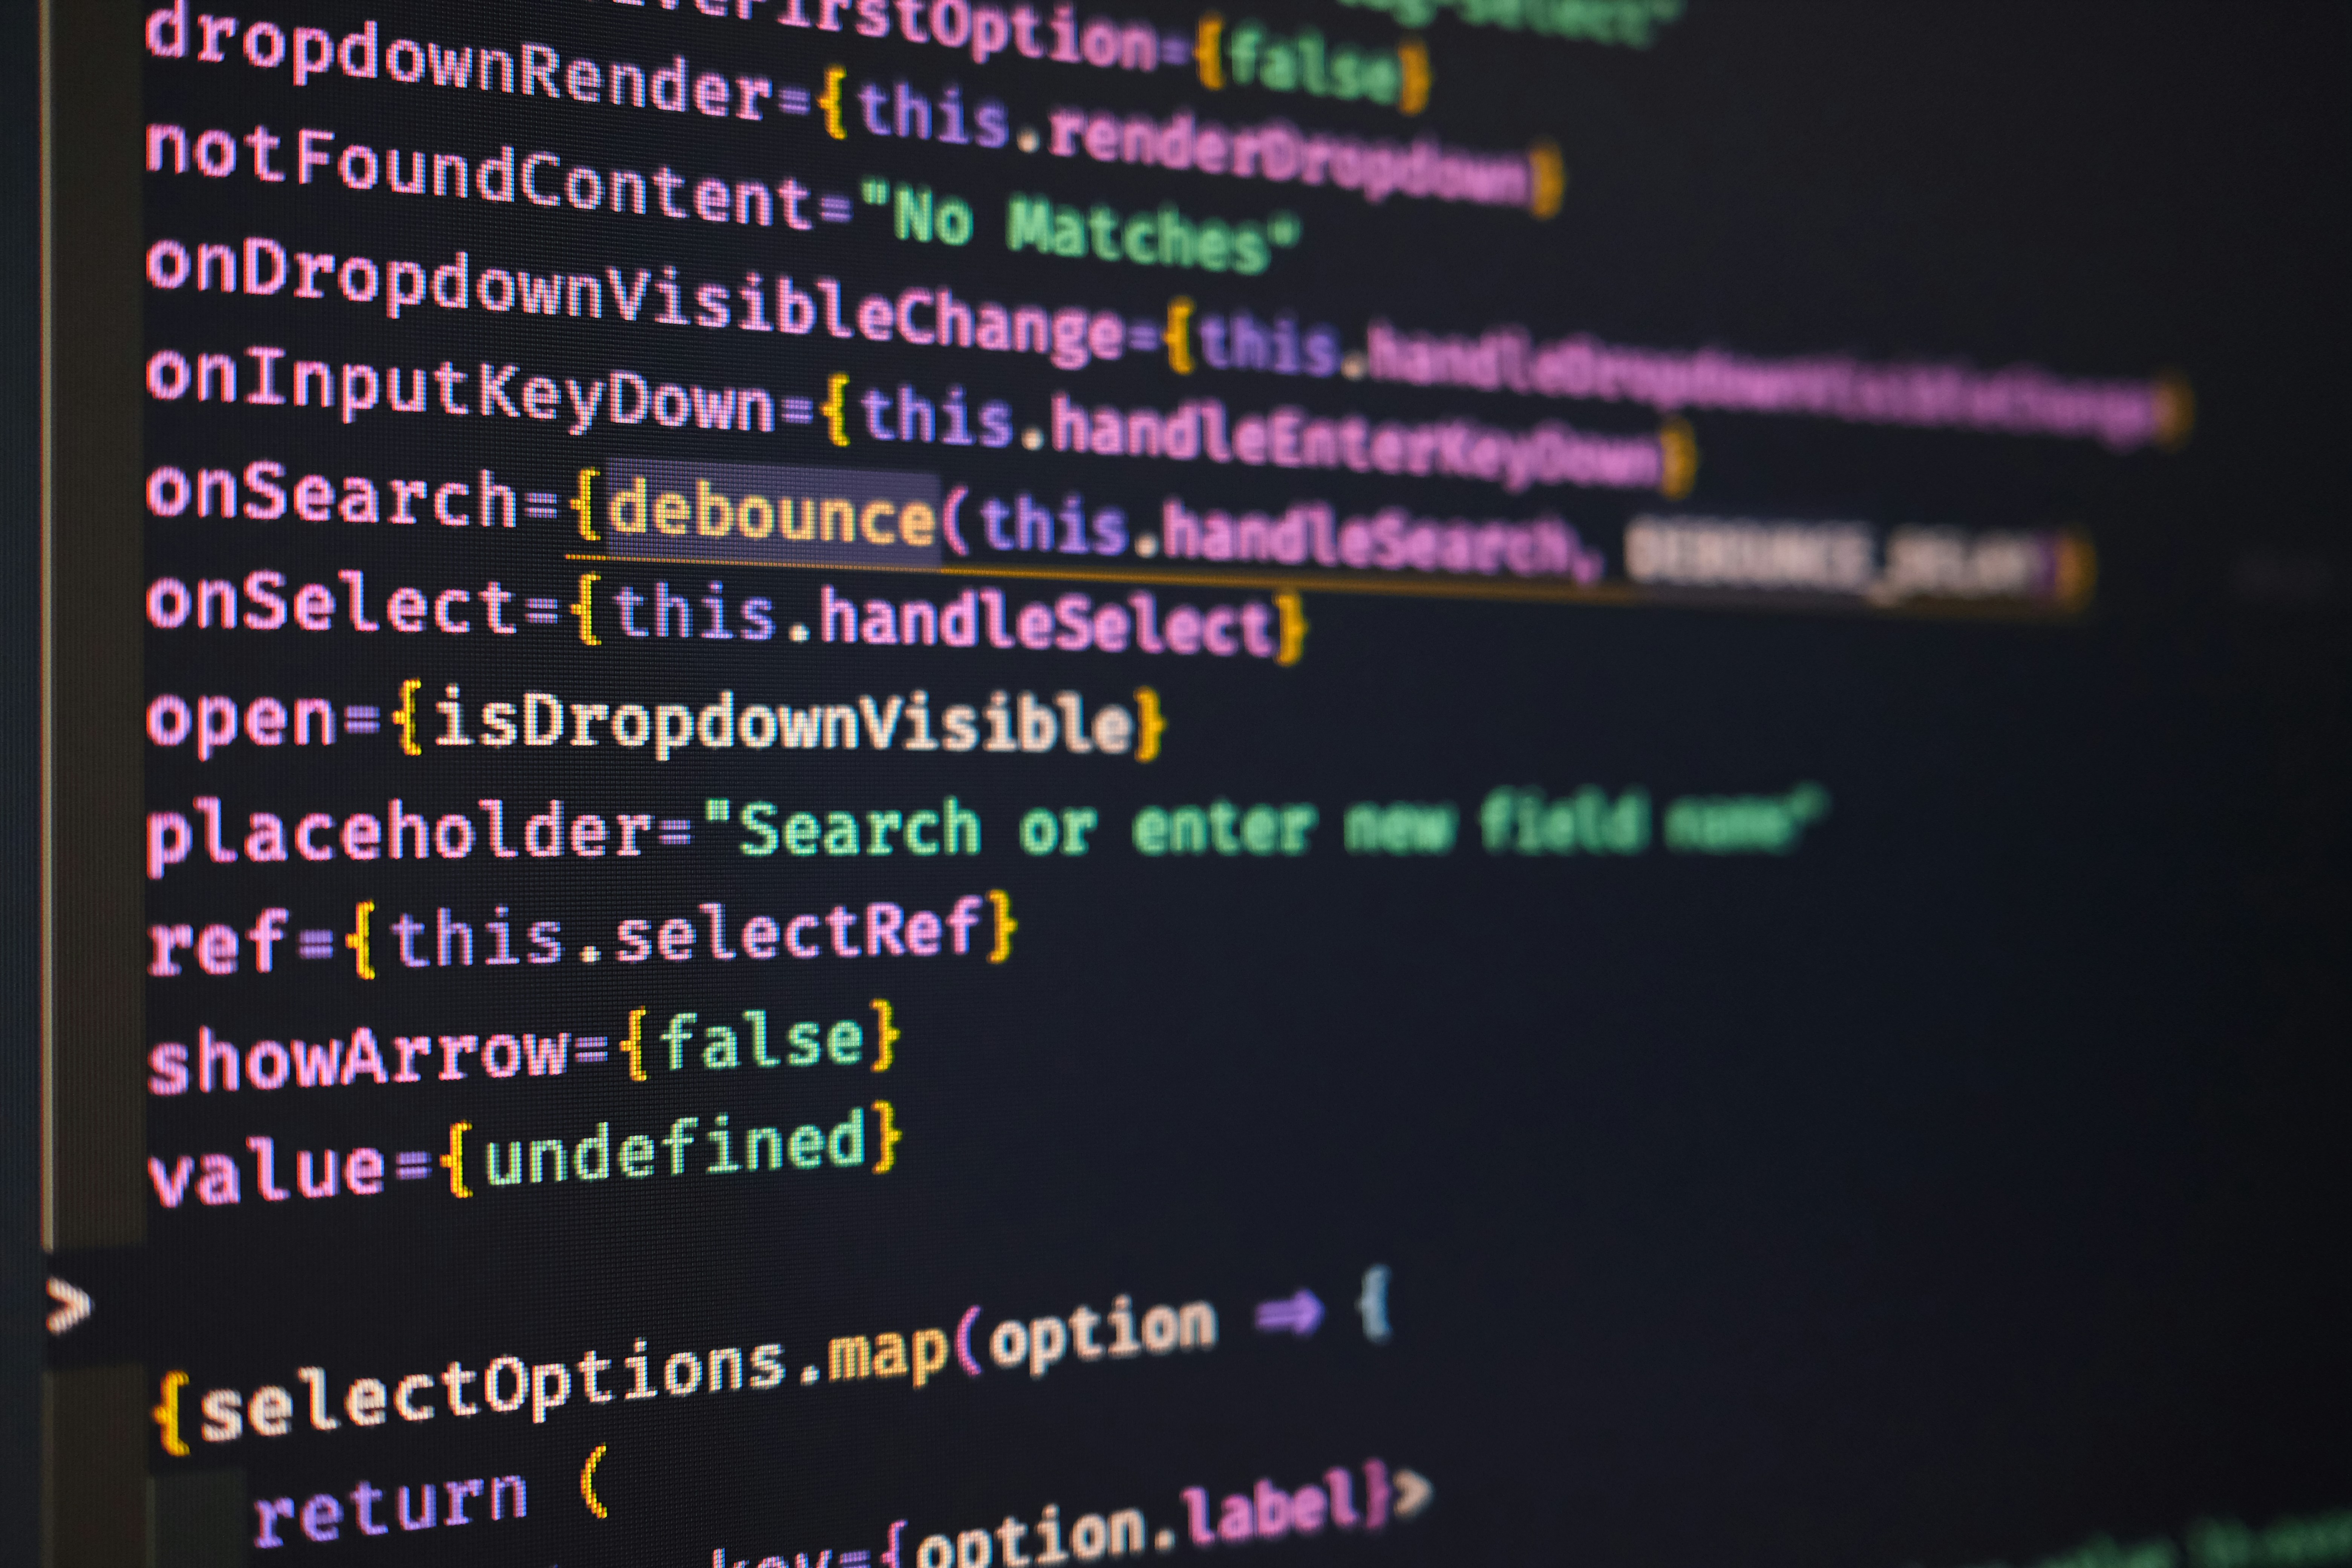 FirstOption={false}
dropdownRender={this.renderDropdown}
notFoundContent="No Matches"
onDropdownVisibleChange={this.handleDropdownVisibleChange}
onInputKeyDown={this.handleEnterKeyDown}
onSearch={debounce(this.handleSearch, DEBOUNCE_DELAY)}
onSelect={this.handleSelect}
open={isDropdownVisible}
placeholder="Search or enter new field name"
ref={this.selectRef}
showArrow={false}
value={undefined}
>
{selectOptions.map(option => {
return (
key={option.label}>